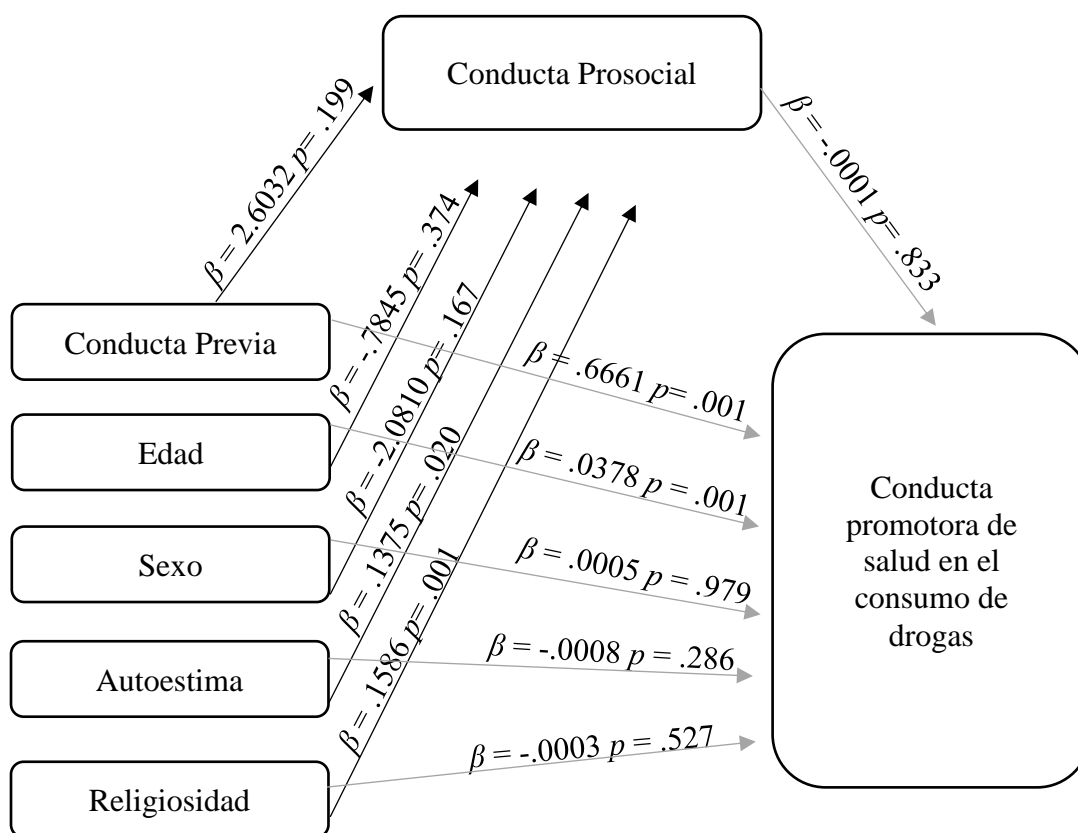 Conducta Prosocial
β = 2.6032 p= .199
β = -.0001 p= .833
β = -.7845 p= .374
β = -2.0810 p= .167
β = .1375 p= .020
β = .1586 p= .001
Conducta Previa
β = .6661 p= .001
Edad
β = .0378 p= .001
Sexo
β = .0005 p= .979
Autoestima
β = -.0008 p= .286
Religiosidad
β = -.0003 p= .527
Conducta
promotora de
salud en el
consumo de
drogas